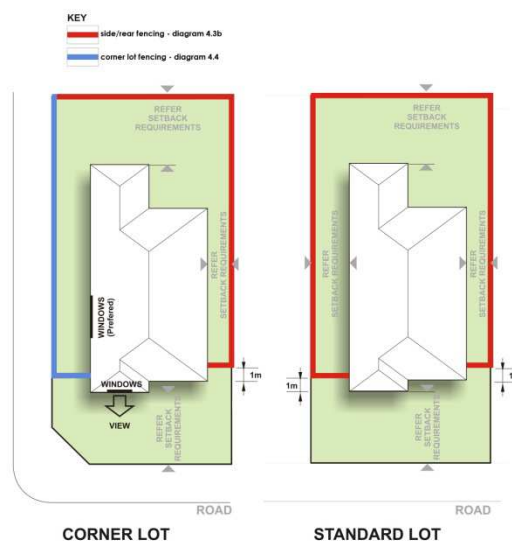 KEY
side/rear fencing - diagram 4.3b
corner lot fencing - diagram 4.4
REFER
SETBACK
REQUIREMENTS
REFER
SETBACK REQUIREMENTS
WINDOWS
(Prefered)
WINDOWS
VIEW
1m
REFER
SETBACK
REQUIREMENTS
ROAD
CORNER LOT
REFER
SETBACK
REQUIREMENTS
REFER
SETBACK REQUIREMENTS
REFER
SETBACK REQUIREMENTS
1m
1m
REFER
SETBACK
REQUIREMENTS
ROAD
STANDARD LOT